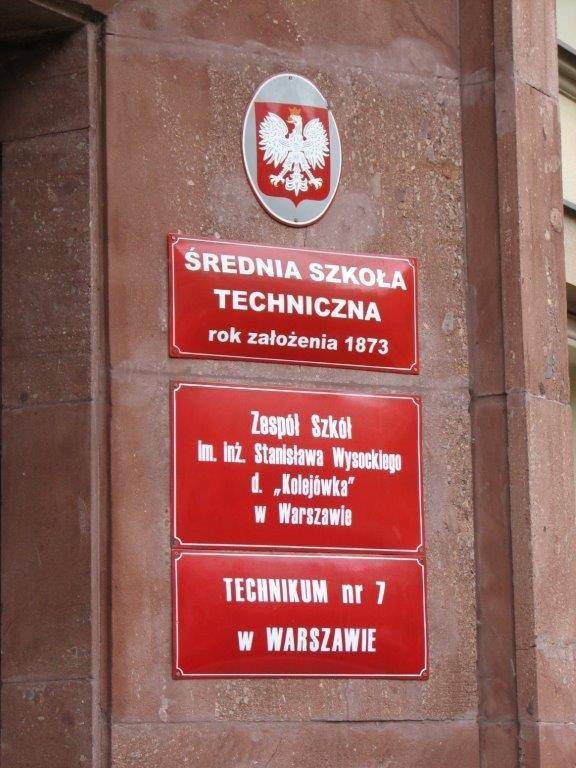 ŚREDNIA SZKOŁA
TECHNICZNA
rok założenia 1873
Zespół Szkół
im. inż. Stanisława Wysockiego
d. „Kolejówka”
w Warszawie
TECHNIKUM nr 7
w WARSZAWIE